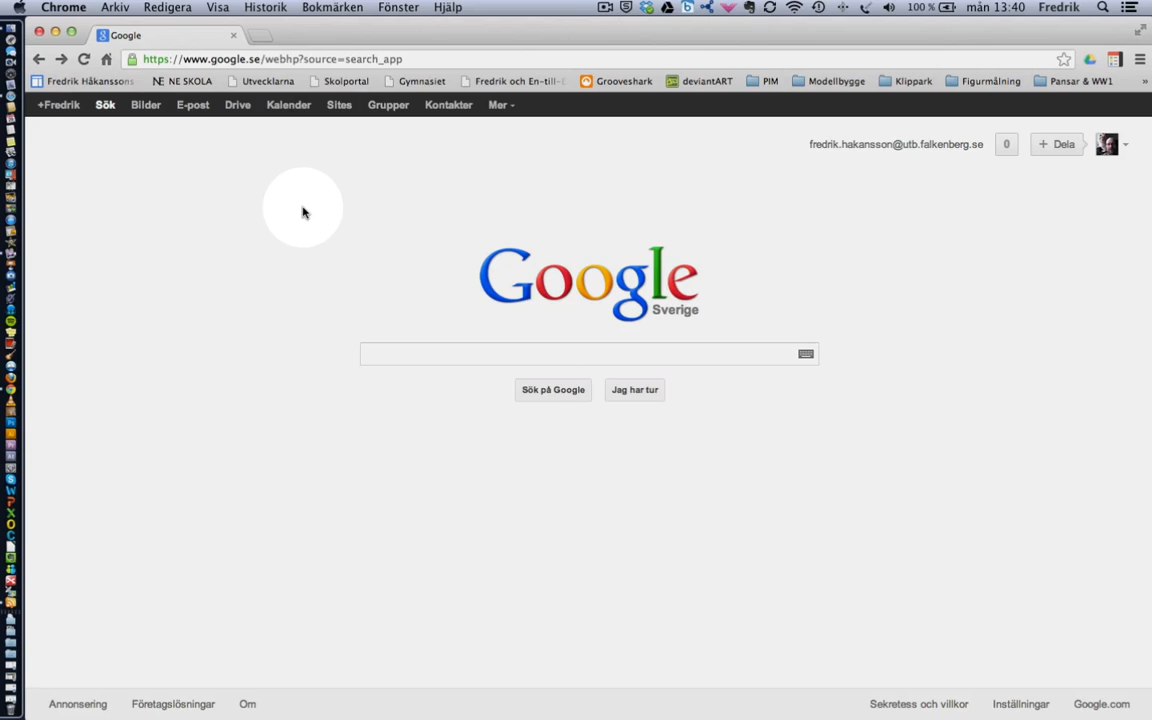 Chrome Arkiv Redigera Visa Historik Bokmärken Fönster Hjälp 100 % mån 13:40 Fredrik
Google
https://www.google.se/webhp?source=search_app
Fredrik Håkanssons NE NE SKOLA Utvecklarna Skolportal Gymnasiet Fredrik och En-till- Grooveshark deviantART PIM Modellbygge Klippark Figurmålning Pansar & WW1 »
+Fredrik Sök Bilder E-post Drive Kalender Sites Grupper Kontakter Mer
fredrik.hakansson@utb.falkenberg.se 0 + Dela
Google
Sverige
Sök på Google Jag har tur
Annonsering Företagslösningar Om Sekretess och villkor Inställningar Google.com